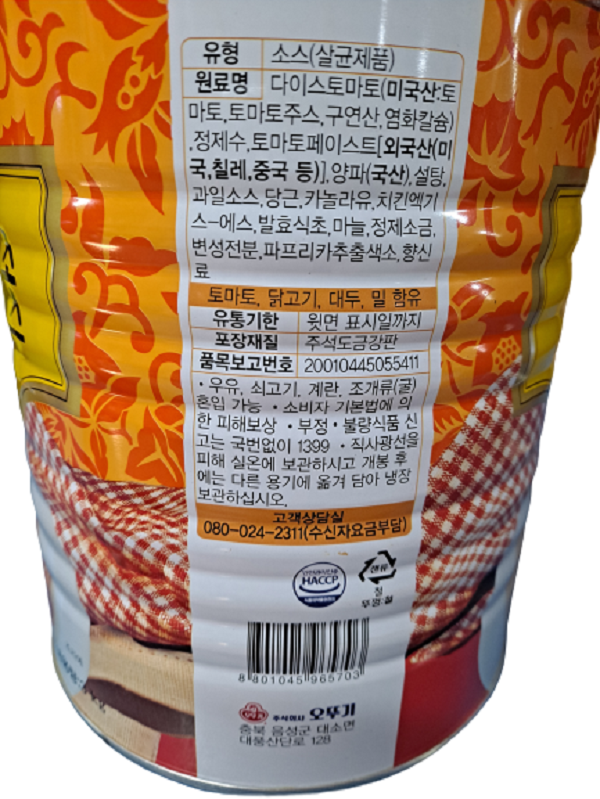 유형 소스(살균제품)
원료명 다이스토마토(미국산:토
마토,토마토주스,구연산,염화칼슘)
,정제수,토마토페이스트[외국산(미
국,칠레,중국 등)],양파(국산),설탕,
과일소스,당근,카놀라유,치킨엑기
스-에스,발효식초,마늘,정제소금,
변성전분,파프리카추출색소,향신
료
토마토, 닭고기, 대두, 밀 함유
유통기한 윗면 표시일까지
포장재질 주석도금강판
품목보고번호 20010445055411
•우유, 쇠고기, 계란, 조개류(굴)
혼입 가능 •소비자 기본법에 의
한 피해보상 •부정•불량식품 신
고는 국번없이 1399 •직사광선을
피해 실온에 보관하시고 개봉 후
에는 다른 용기에 옮겨 담아 냉장
보관하십시오.
고객상담실
080-024-2311(수신자요금부담)
HACCP
캔류
철
뚜껑:철
8 801045 965703
주식회사 오뚜기
충북 음성군 대소면
대풍산단로 128